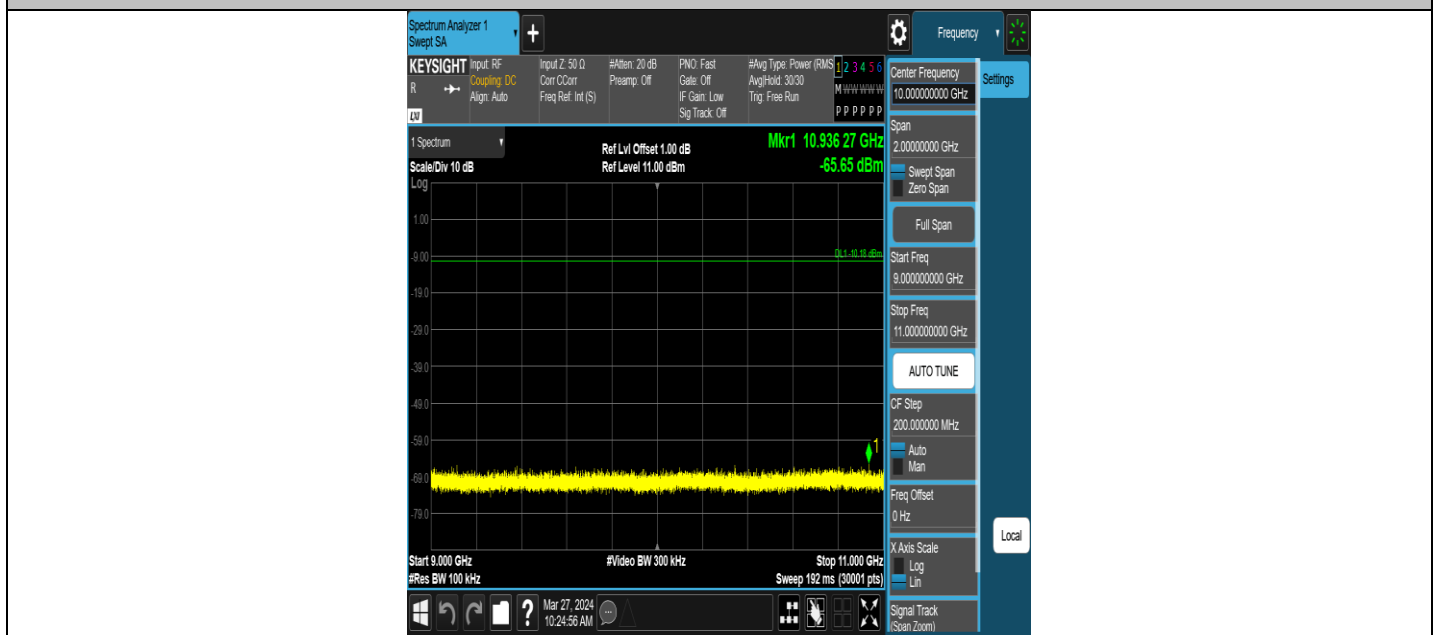 Spectrum Analyzer 1
Swept SA
+
Frequency
KEYSIGHT
R
LXI
Input: RF
Coupling: DC
Align: Auto
Input Z: 50 Ω
Corr CCorr
Freq Ref: Int (S)
#Atten: 20 dB
Preamp: Off
PNO: Fast
Gate: Off
IF Gain: Low
Sig Track: Off
#Avg Type: Power (RMS
Avg|Hold: 30/30
Trig: Free Run
1 2 3 4 5 6
M W W W W W
P P P P P P
1 Spectrum
Scale/Div 10 dB
Log
Ref Lvl Offset 1.00 dB
Ref Level 11.00 dBm
Mkr1 10.936 27 GHz
-65.65 dBm
1.00
-9.00
DL1 -10.18 dBm
-19.0
-29.0
-39.0
-49.0
-59.0
1
-69.0
-79.0
Start 9.000 GHz
#Video BW 300 kHz
Stop 11.000 GHz
#Res BW 100 kHz
Sweep 192 ms (30001 pts)
?
Mar 27, 2024
10:24:56 AM
Center Frequency
10.000000000 GHz
Settings
Span
2.00000000 GHz
Swept Span
Zero Span
Full Span
Start Freq
9.000000000 GHz
Stop Freq
11.000000000 GHz
AUTO TUNE
CF Step
200.000000 MHz
Auto
Man
Freq Offset
0 Hz
X Axis Scale
Log
Lin
Local
Signal Track
(Span Zoom)